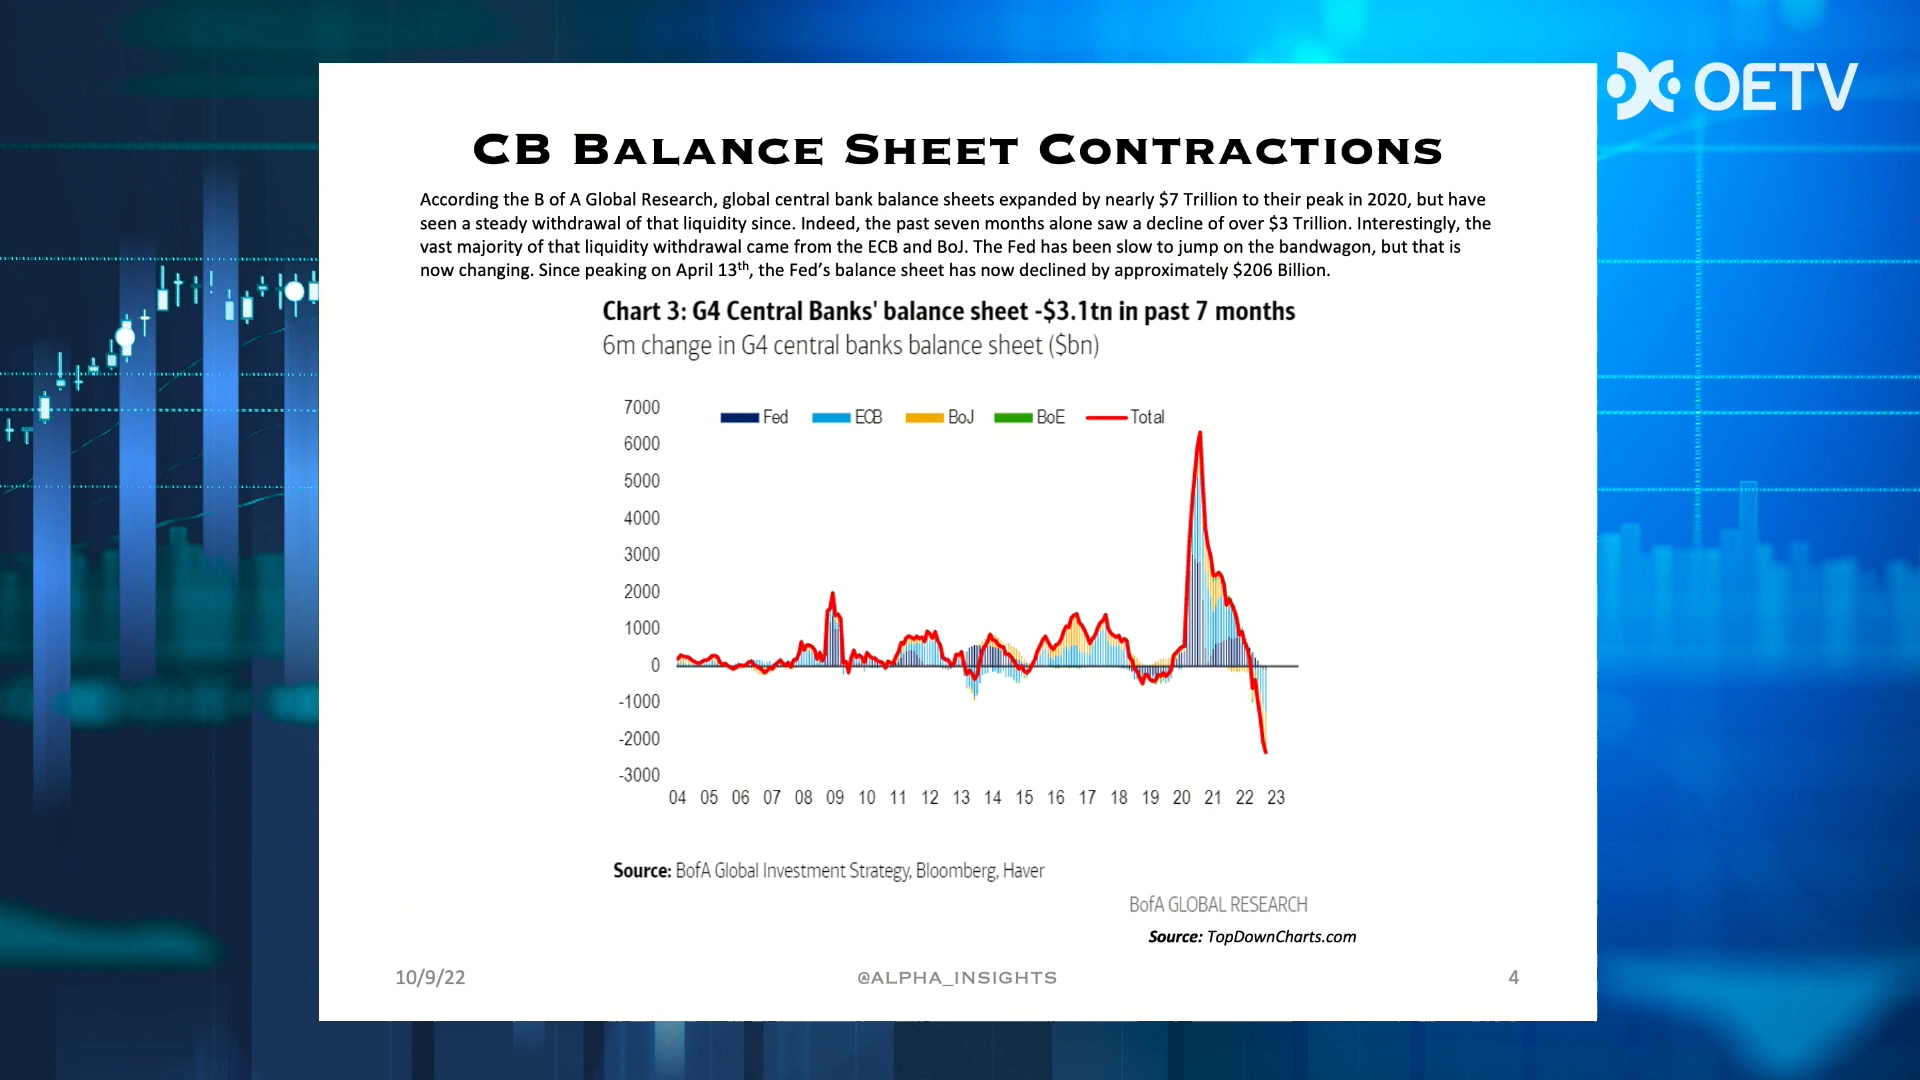 OETV
CB BALANCE SHEET CONTRACTIONS
According the B of A Global Research, global central bank balance sheets expanded by nearly $7 Trillion to their peak in 2020, but have
seen a steady withdrawal of that liquidity since. Indeed, the past seven months alone saw a decline of over $3 Trillion. Interestingly, the
vast majority of that liquidity withdrawal came from the ECB and BoJ. The Fed has been slow to jump on the bandwagon, but that is
now changing. Since peaking on April 13th, the Fed’s balance sheet has now declined by approximately $206 Billion.
Chart 3: G4 Central Banks' balance sheet -$3.1tn in past 7 months
6m change in G4 central banks balance sheet ($bn)
Fed ECB BoJ BoE Total
7000
6000
5000
4000
3000
2000
1000
0
-1000
-2000
-3000
04 05 06 07 08 09 10 11 12 13 14 15 16 17 18 19 20 21 22 23
Source: BofA Global Investment Strategy, Bloomberg, Haver
BofA GLOBAL RESEARCH
Source: TopDownCharts.com
10/9/22 @ALPHA_INSIGHTS 4